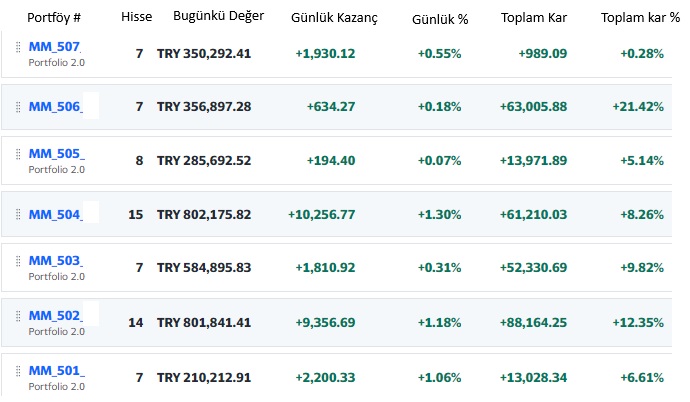 Portföy # Hisse Bugünkü Değer Günlük Kazanç Günlük % Toplam Kar Toplam kar %
MM_507_ 7 TRY 350,292.41 +1,930.12 +0.55% +989.09 +0.28%
Portfolio 2.0
MM_506_ 7 TRY 356,897.28 +634.27 +0.18% +63,005.88 +21.42%
MM_505_ 8 TRY 285,692.52 +194.40 +0.07% +13,971.89 +5.14%
Portfolio 2.0
MM_504_ 15 TRY 802,175.82 +10,256.77 +1.30% +61,210.03 +8.26%
MM_503_ 7 TRY 584,895.83 +1,810.92 +0.31% +52,330.69 +9.82%
Portfolio 2.0
MM_502_ 14 TRY 801,841.41 +9,356.69 +1.18% +88,164.25 +12.35%
Portfolio 2.0
MM_501_ 7 TRY 210,212.91 +2,200.33 +1.06% +13,028.34 +6.61%
Portfolio 2.0